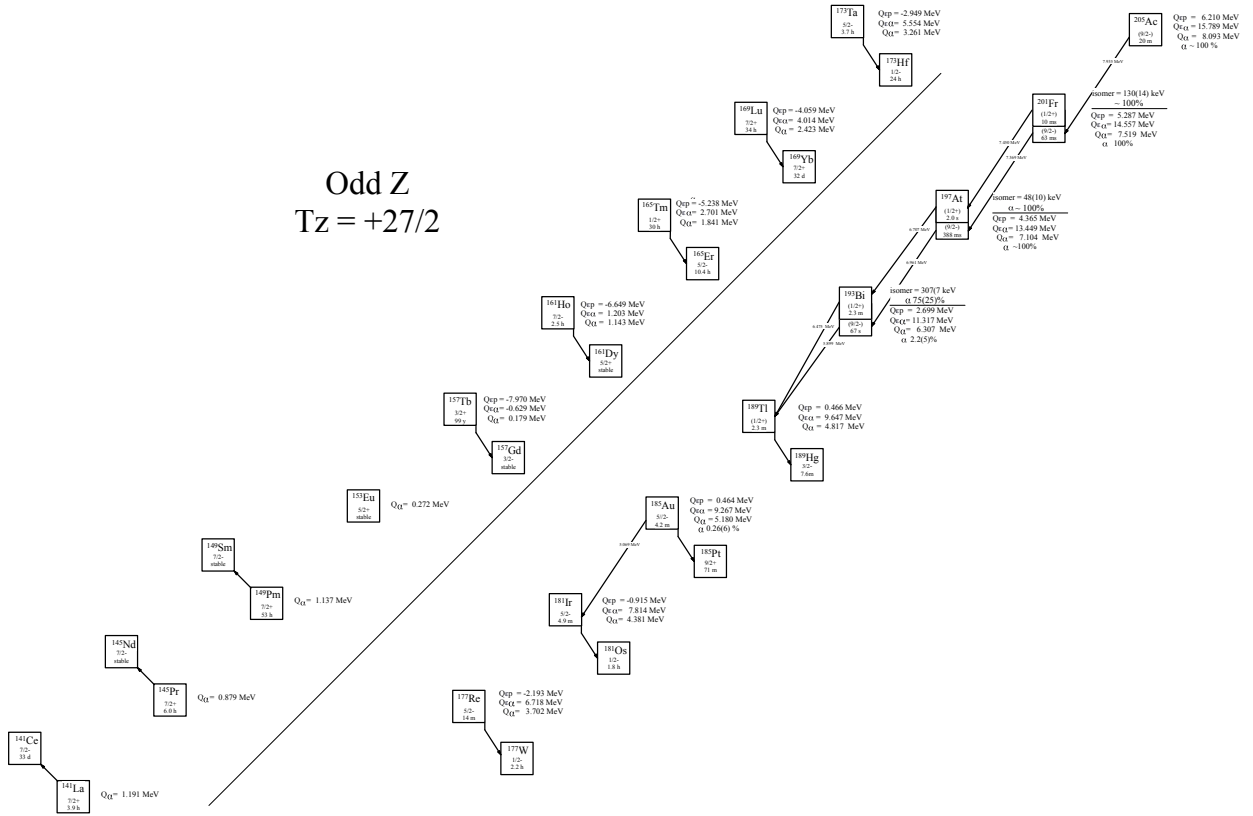 Odd Z
Tz = +27/2
173Ta
5/2-
3.7 h
Qεp = -2.949 MeV
Qεα= 5.554 MeV
Qα= 3.261 MeV
173Hf
1/2-
24 h
169Lu
7/2+
34 h
Qεp = -4.059 MeV
Qεα= 4.014 MeV
Qα= 2.423 MeV
169Yb
7/2+
32 d
165Tm
1/2+
30 h
Qεp = -5.238 MeV
Qεα= 2.701 MeV
Qα= 1.841 MeV
165Er
5/2-
10.4 h
161Ho
7/2-
2.5 h
Qεp = -6.649 MeV
Qεα= 1.203 MeV
Qα= 1.143 MeV
161Dy
5/2+
stable
157Tb
3/2+
99 y
Qεp = -7.970 MeV
Qεα= -0.629 MeV
Qα= 0.179 MeV
157Gd
3/2-
stable
153Eu
5/2+
stable
Qα= 0.272 MeV
149Sm
7/2-
stable
149Pm
7/2+
53 h
Qα= 1.137 MeV
145Nd
7/2-
stable
145Pr
7/2+
6.0 h
Qα= 0.879 MeV
141Ce
7/2-
33 d
141La
7/2+
3.9 h
Qα= 1.191 MeV
205Ac
(9/2-)
20 m
Qεp = 6.210 MeV
Qεα= 15.789 MeV
Qα = 8.093 MeV
α ~ 100 %
201Fr
(1/2+)
10 ms
(9/2-)
63 ms
isomer = 130(14) keV
~ 100%
Qεp = 5.287 MeV
Qεα= 14.557 MeV
Qα = 7.519 MeV
α 100%
197At
(1/2+)
2.0 s
(9/2-)
388 ms
isomer = 48(10) keV
α ~ 100%
Qεp = 4.365 MeV
Qεα= 13.449 MeV
Qα= 7.104 MeV
α ~100%
193Bi
(1/2+)
2.3 m
(9/2-)
67 s
isomer = 307(7 keV
α 75(25)%
Qεp = 2.699 MeV
Qεα= 11.317 MeV
Qα = 6.307 MeV
α 2.2(5)%
189Tl
(1/2+)
2.3 m
Qεp = 0.466 MeV
Qεα= 9.647 MeV
Qα = 4.817 MeV
189Hg
3/2-
7.6m
185Au
5//2-
4.2 m
Qεp = 0.464 MeV
Qεα= 9.267 MeV
Qα = 5.180 MeV
α 0.26(6) %
185Pt
9/2+
71 m
181Ir
5/2-
4.9 m
Qεp = -0.915 MeV
Qεα= 7.814 MeV
Qα= 4.381 MeV
181Os
1/2-
1.8 h
177Re
5/2-
14 m
Qεp = -2.193 MeV
Qεα= 6.718 MeV
Qα= 3.702 MeV
177W
1/2-
2.2 h